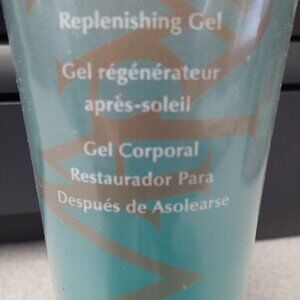 Replenishing Gel
Gel régénérateur
après-soleil
Gel Corporal
Restaurador Para
Después de Asolearse